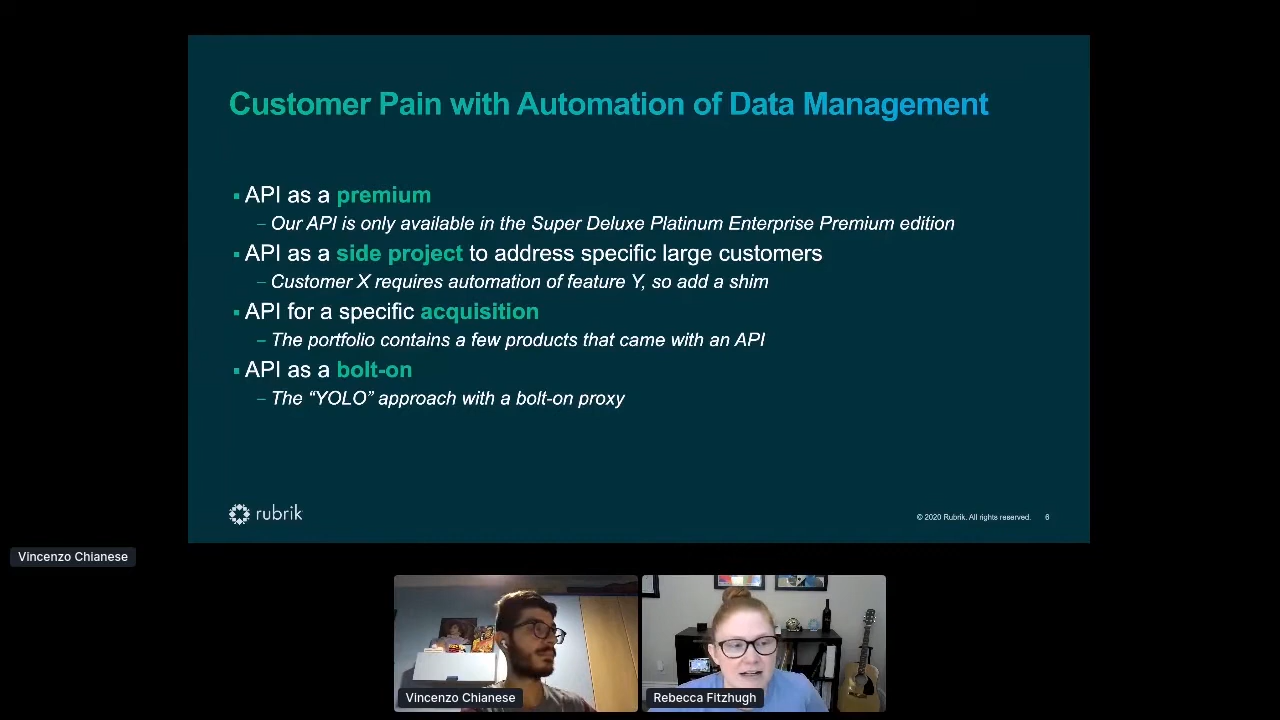 Customer Pain with Automation of Data Management
▪ API as a premium
– Our API is only available in the Super Deluxe Platinum Enterprise Premium edition
▪ API as a side project to address specific large customers
– Customer X requires automation of feature Y, so add a shim
▪ API for a specific acquisition
– The portfolio contains a few products that came with an API
▪ API as a bolt-on
– The “YOLO” approach with a bolt-on proxy
rubrik
© 2020 Rubrik. All rights reserved. 6
Vincenzo Chianese
Vincenzo Chianese
Rebecca Fitzhugh